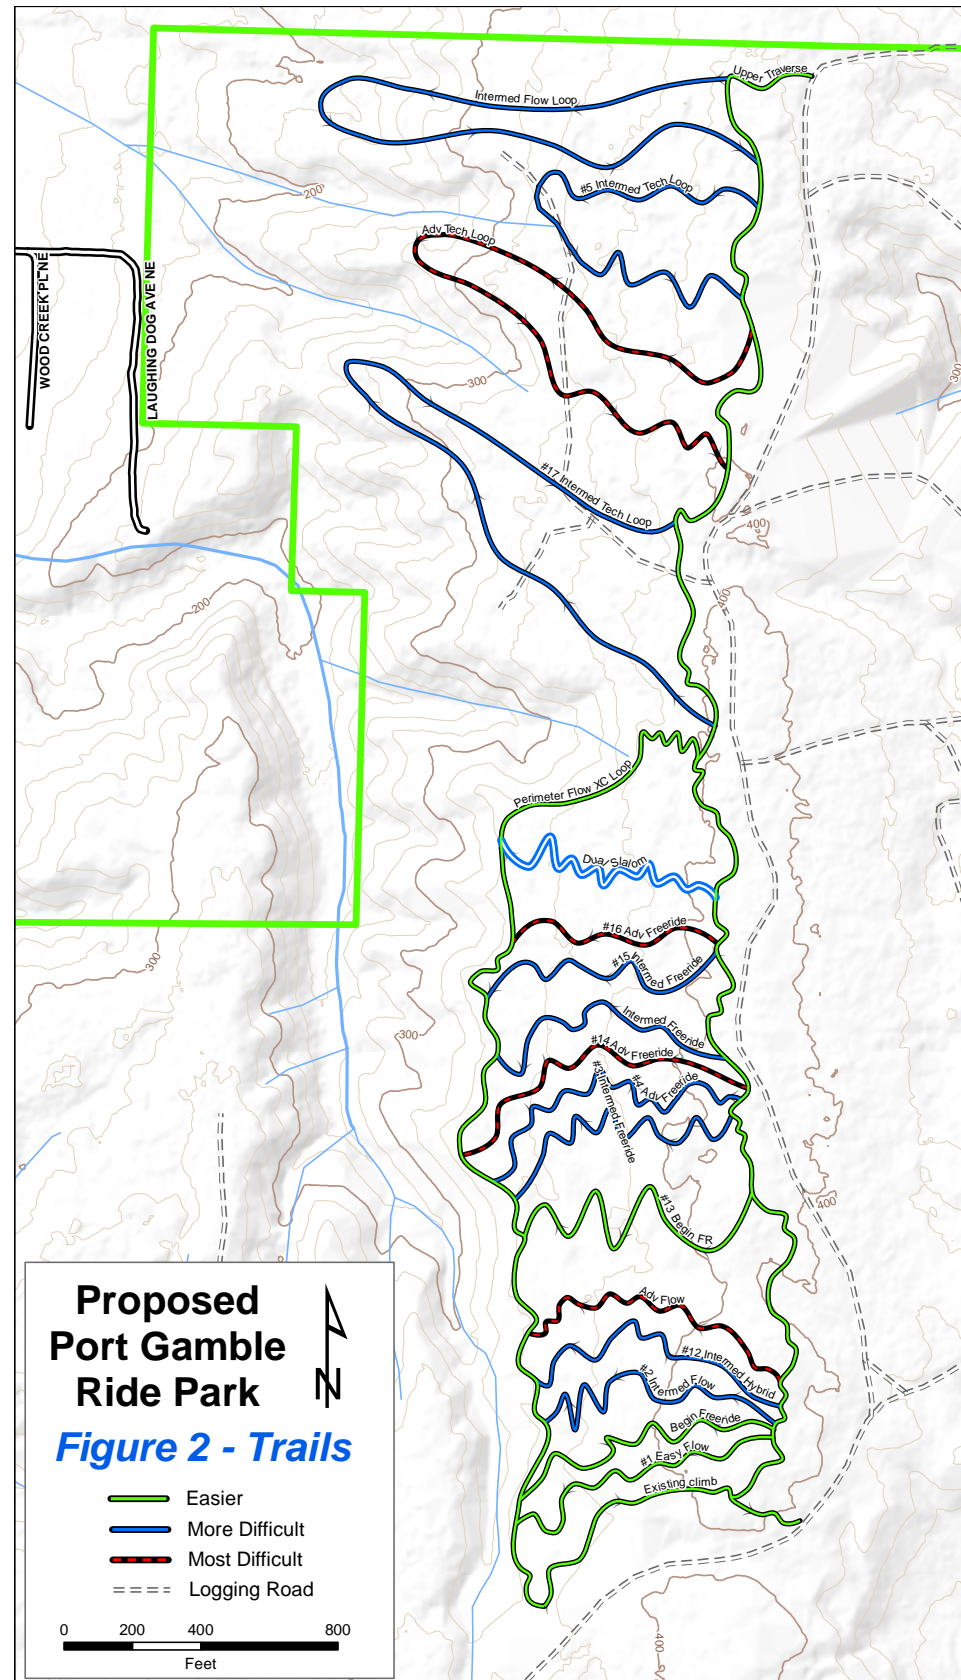 Upper Traverse
Intermed Flow Loop
#5 Intermed Tech Loop
200
Adv Tech Loop
WOOD CREEK PL NE
LAUGHING DOG AVE NE
300
300
#17 Intermed Tech Loop
400
400
200
Perimeter Flow XC Loop
Dual Slalom
#16 Adv Freeride
#15 Intermed Freeride
300
Intermed Freeride
300
#14 Adv Freeride
#4 Adv Freeride
#3 Intermed Freeride
400
#13 Begin FR
Adv Flow
#12 Intermed Hybrid
#2 Intermed Flow
Begin Freeride
#1 Easy Flow
Existing climb
400
Proposed
Port Gamble
Ride Park
N
Figure 2 - Trails
Easier
More Difficult
Most Difficult
Logging Road
0 200 400 800
Feet